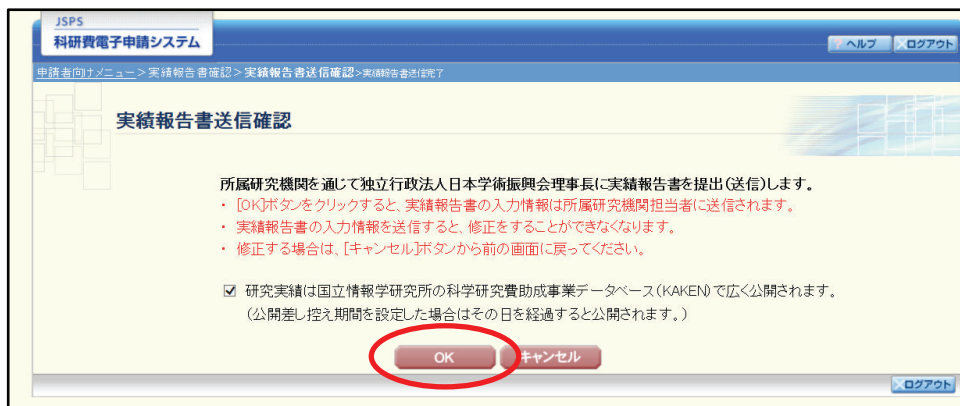 JSPS
科研費電子申請システム
? ヘルプ
×ログアウト
申請者向けメニュー>実績報告書確認>実績報告書送信確認>実績報告書送信完了
実績報告書送信確認
所属研究機関を通じて独立行政法人日本学術振興会理事長に実績報告書を提出(送信)します。
・ [OK]ボタンをクリックすると、実績報告書の入力情報は所属研究機関担当者に送信されます。
・ 実績報告書の入力情報を送信すると、修正をすることができなくなります。
・ 修正する場合は、[キャンセル]ボタンから前の画面に戻ってください。
研究実績は国立情報学研究所の科学研究費助成事業データベース(KAKEN)で広く公開されます。
(公開差し控え期間を設定した場合はその日を経過すると公開されます。)
OK
キャンセル
×ログアウト